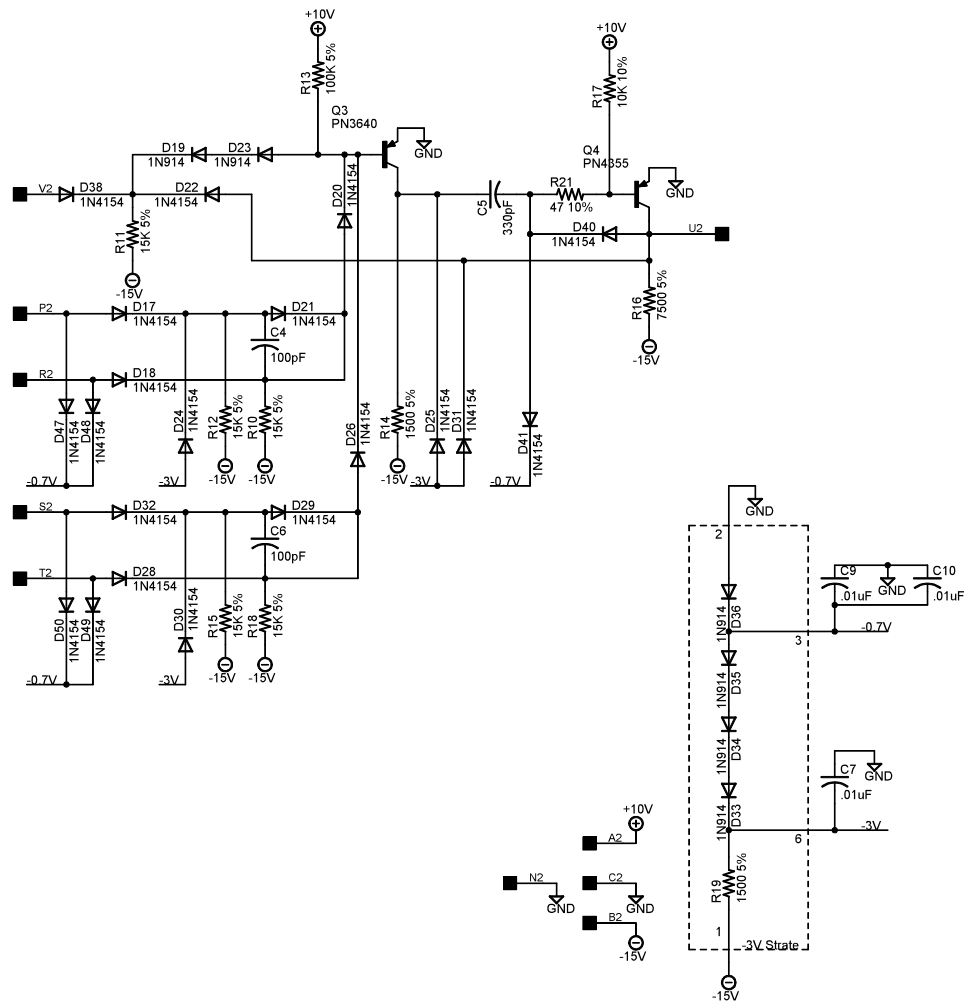 +10V
R13
100K 5%
+10V
R17
10K 10%
Q3
PN3640
GND
D19
1N914
D23
1N914
Q4
PN4355
GND
V2
D38
1N4154
D22
1N4154
D20
1N4154
C5
330pF
R21
47 10%
R11
15K 5%
-15V
D40
1N4154
U2
R16
7500 5%
-15V
P2
D17
1N4154
D21
1N4154
C4
100pF
R2
D18
1N4154
D47
1N4154
D48
1N4154
D24
1N4154
R12
15K 5%
R10
15K 5%
D26
1N4154
R14
1500 5%
D25
1N4154
D31
1N4154
D41
1N4154
-0.7V
-3V
-15V
-15V
-15V
-3V
-0.7V
S2
D32
1N4154
D29
1N4154
C6
100pF
T2
D28
1N4154
D50
1N4154
D49
1N4154
D30
1N4154
R15
15K 5%
R18
15K 5%
-0.7V
-3V
-15V
-15V
GND
2
C9
.01uF
GND
C10
.01uF
1N914
D36
3
-0.7V
1N914
D35
1N914
D34
1N914
D33
C7
.01uF
GND
6
-3V
R19
1500 5%
1
-3V Strate
-15V
+10V
A2
N2
GND
C2
GND
B2
-15V